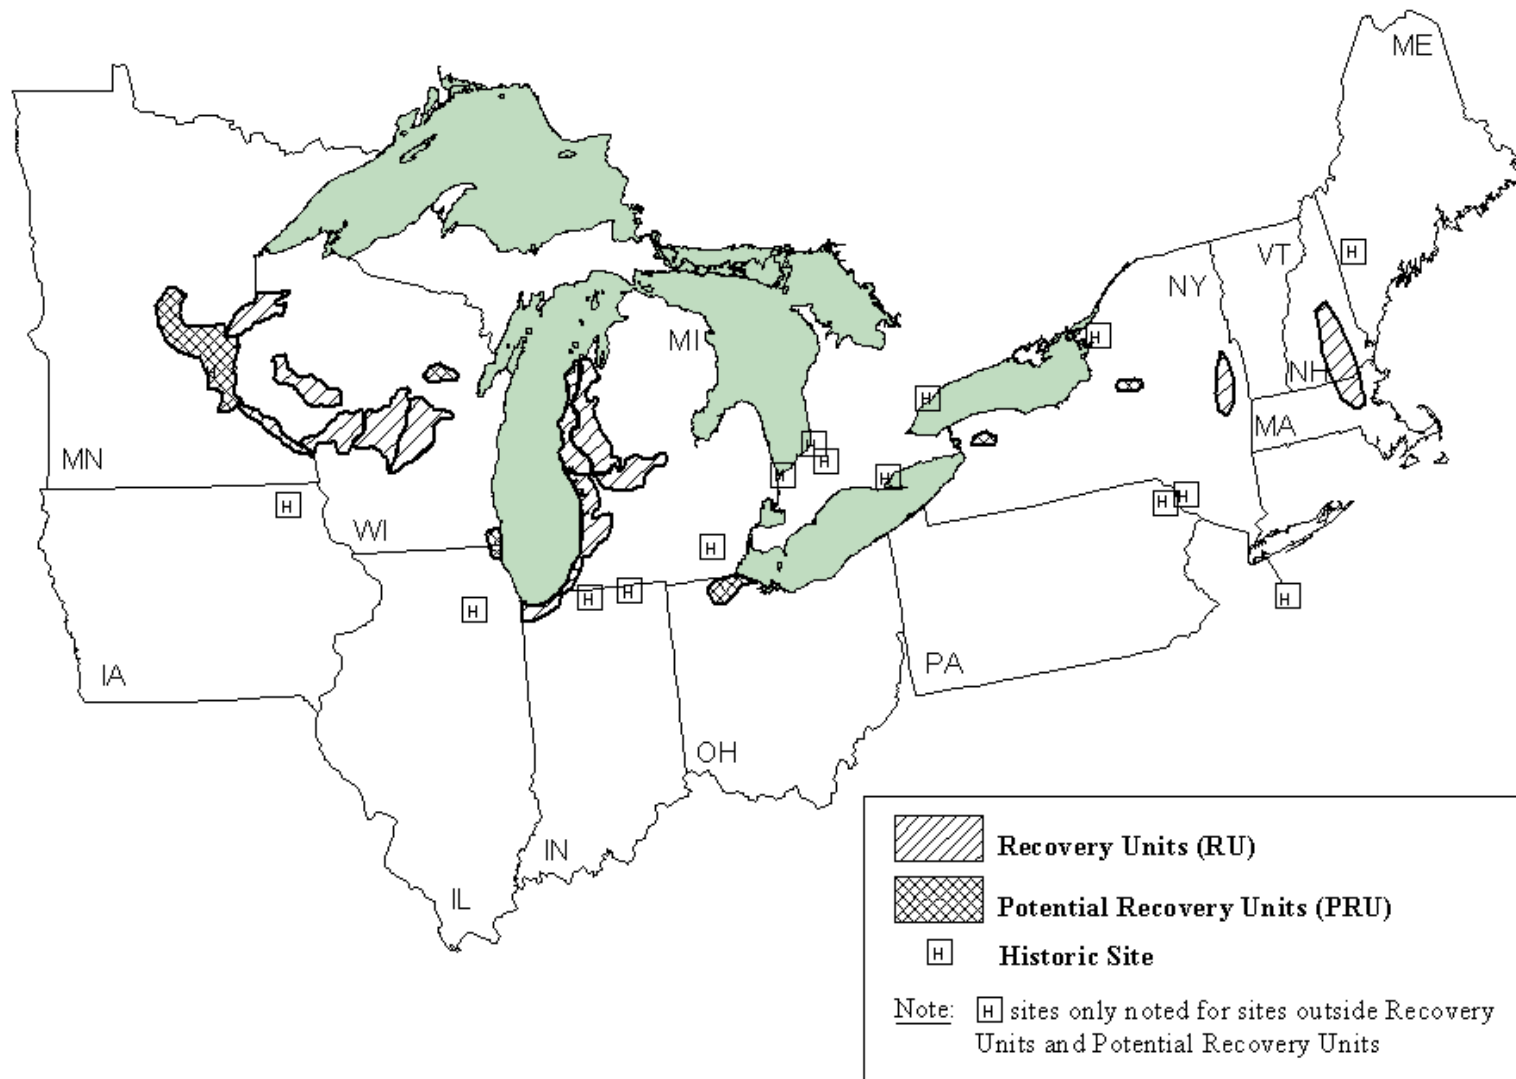 ME
VT
H
NY
H
MI
NH
H
MA
H
H
H
H
MN
H
H
H
WI
H
H
H
H
H
IA
PA
OH
IN
IL
Recovery Units (RU)
Potential Recovery Units (PRU)
H Historic Site
Note: H sites only noted for sites outside Recovery
Units and Potential Recovery Units